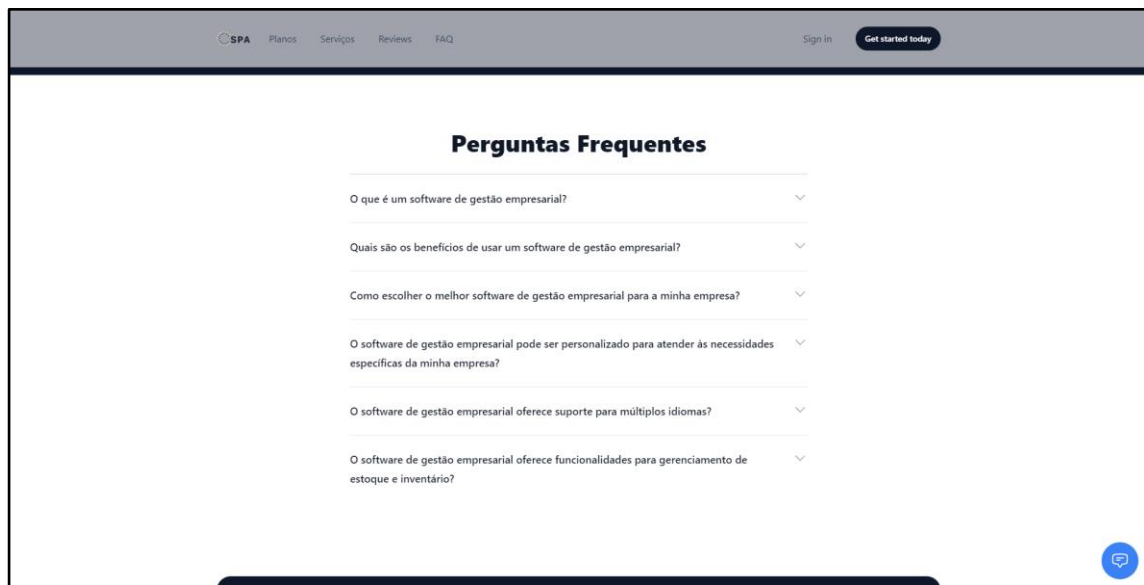 SPA Planos Serviços Reviews FAQ Sign in Get started today
Perguntas Frequentes
O que é um software de gestão empresarial?
Quais são os benefícios de usar um software de gestão empresarial?
Como escolher o melhor software de gestão empresarial para a minha empresa?
O software de gestão empresarial pode ser personalizado para atender às necessidades
específicas da minha empresa?
O software de gestão empresarial oferece suporte para múltiplos idiomas?
O software de gestão empresarial oferece funcionalidades para gerenciamento de
estoque e inventário?